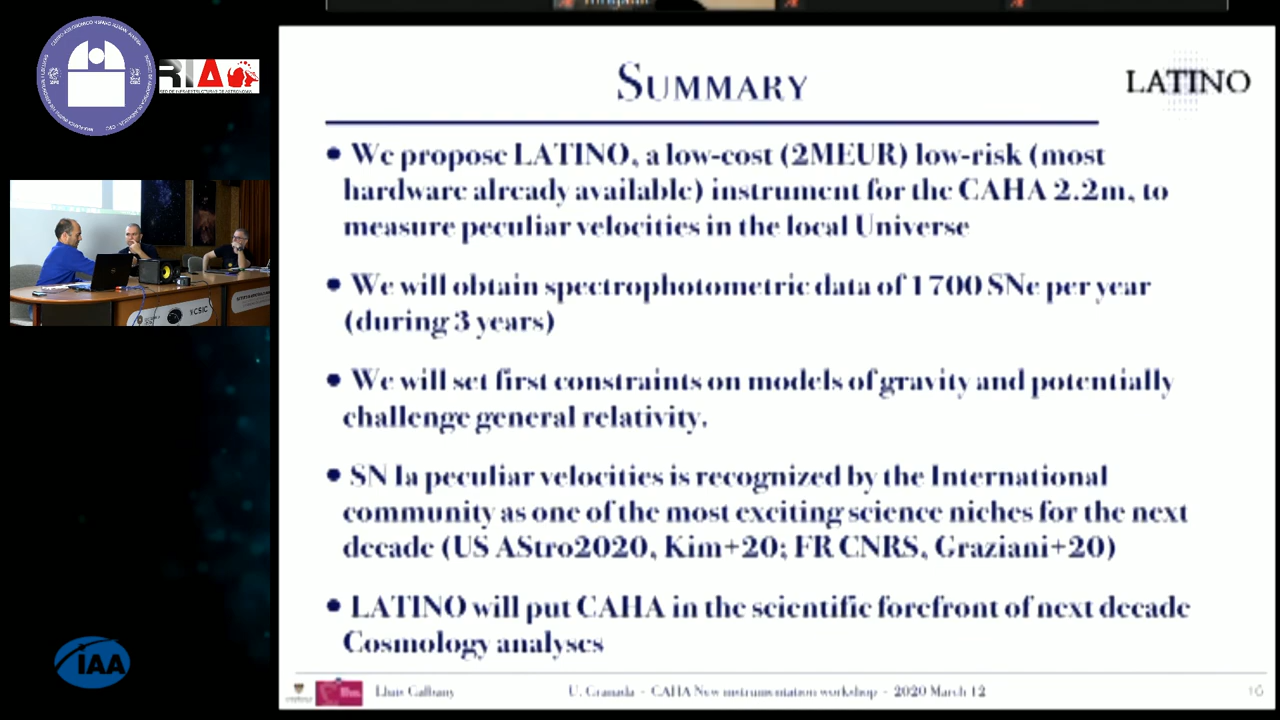 RIA
RED DE INFRAESTRUCTURAS DE ASTRONOMÍA
CSIC
IAA
SUMMARY
LATINO
• We propose LATINO, a low-cost (2MEUR) low-risk (most
hardware already available) instrument for the CAHA 2.2m, to
measure peculiar velocities in the local Universe
• We will obtain spectrophotometric data of 1700 SNe per year
(during 3 years)
• We will set first constraints on models of gravity and potentially
challenge general relativity.
• SN Ia peculiar velocities is recognized by the International
community as one of the most exciting science niches for the next
decade (US AStro2020, Kim+20; FR CNRS, Graziani+20)
• LATINO will put CAHA in the scientific forefront of next decade
Cosmology analyses
Lluís Galbany
U. Granada - CAHA New instrumentation workshop - 2020 March 12
16